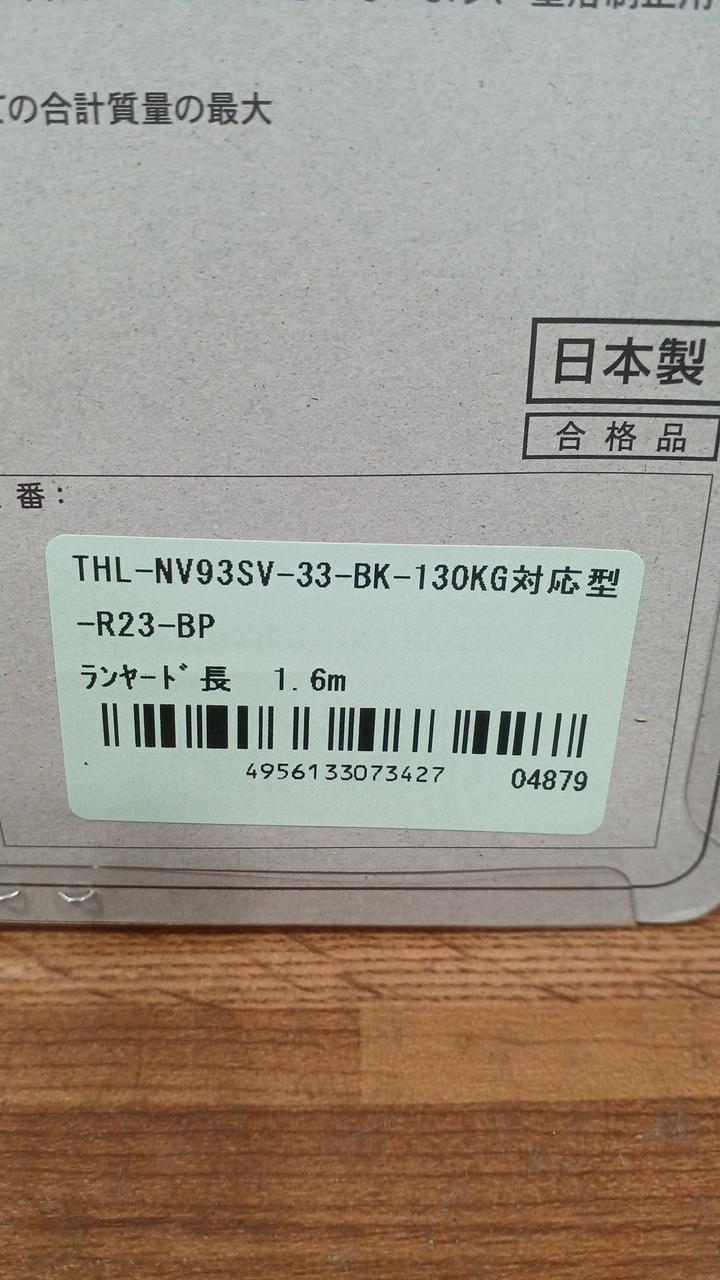 の合計質量の最大
日本製
合格品
番：
THL-NV93SV-33-BK-130KG対応型
-R23-BP
ﾗﾝﾔｰﾄﾞ長 1.6m
4956133073427 04879